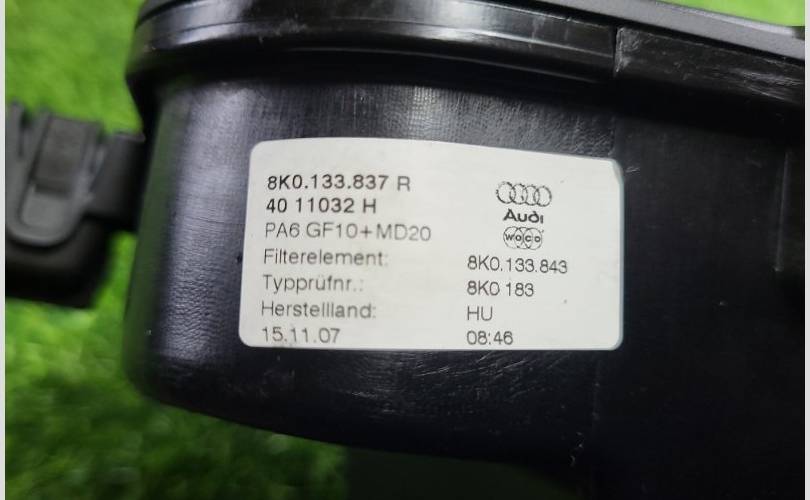 8K0.133.837 R
40 11032 H
Audi
PA6 GF10+MD20
woco
Filterelement: 8K0.133.843
Typprüfnr.: 8K0 183
Herstellland: HU
15.11.07 08:46